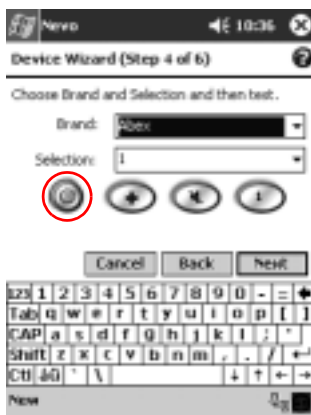 Nevo 10:36
Device Wizard (Step 4 of 6)
Choose Brand and Selection and then test.
Brand: Abex
Selection: 1
1
Cancel Back Next
123 1 2 3 4 5 6 7 8 9 0 - =
Tab q w e r t y u i o p [ ]
CAP a s d f g h j k l ; '
Shift z x c v b n m , . /
Ctl áü ` \
New